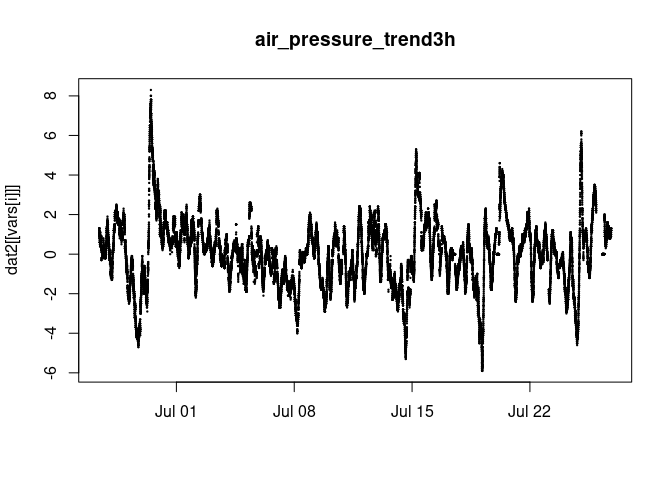 air_pressure_trend3h
dat2[[vars[i]]]
8
6
4
2
0
-2
-4
-6
Jul 01
Jul 08
Jul 15
Jul 22